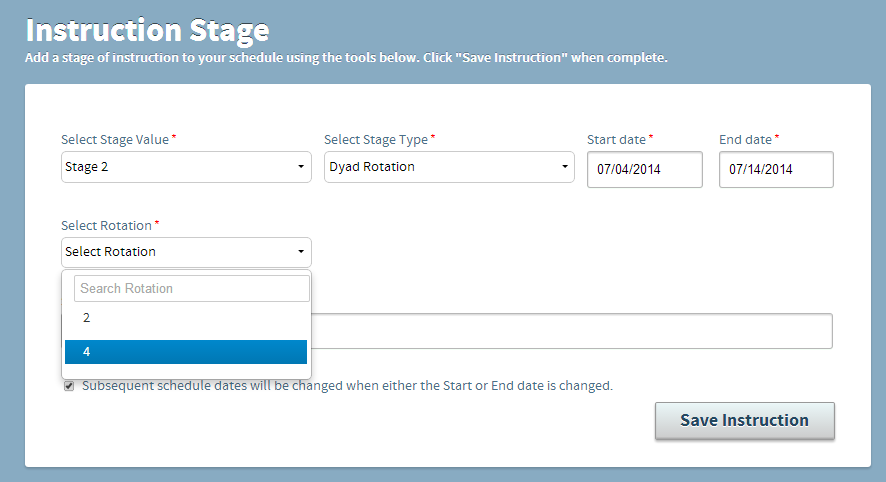 Instruction Stage
Add a stage of instruction to your schedule using the tools below. Click "Save Instruction" when complete.
Select Stage Value * Select Stage Type * Start date * End date *
Stage 2 Dyad Rotation 07/04/2014 07/14/2014
Select Rotation *
Select Rotation
Search Rotation
2
4
Subsequent schedule dates will be changed when either the Start or End date is changed.
Save Instruction